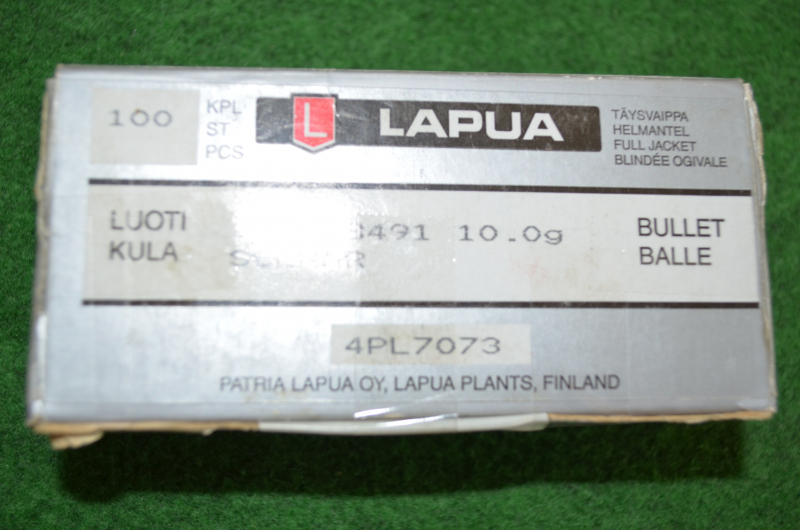 100
KPL
ST
PCS
L
LAPUA
TÄYSVAIPPA
HELMANTEL
FULL JACKET
BLINDÉE OGIVALE
LUOTI
KULA
491 10.0g
BULLET
BALLE
4PL7073
PATRIA LAPUA OY, LAPUA PLANTS, FINLAND